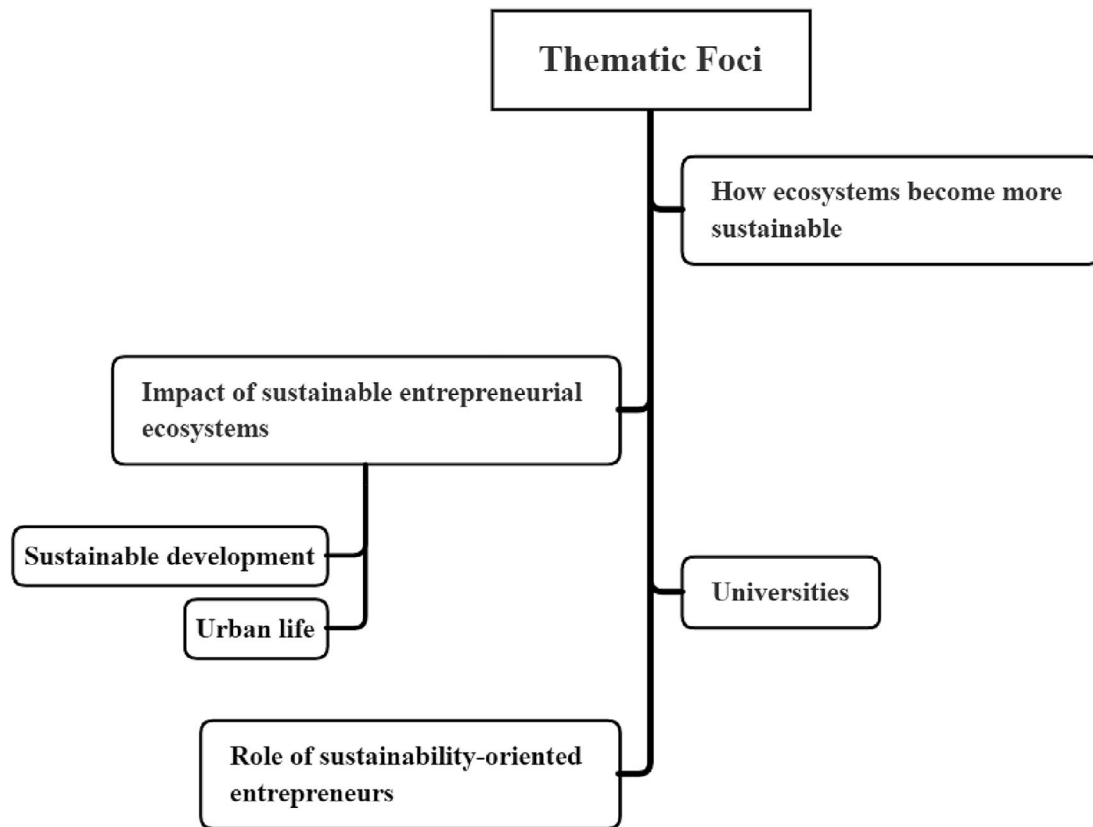 Thematic Foci
How ecosystems become more
sustainable
Impact of sustainable entrepreneurial
ecosystems
Sustainable development
Urban life
Universities
Role of sustainability-oriented
entrepreneurs